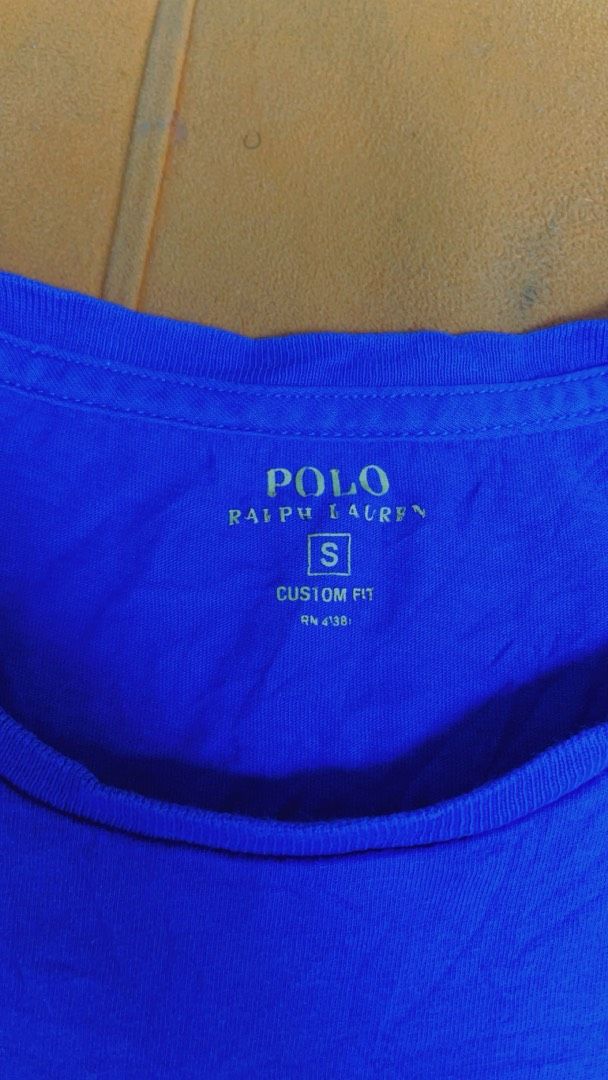 POLO
RALPH LAUREN
S
CUSTOM FIT
RN 41381